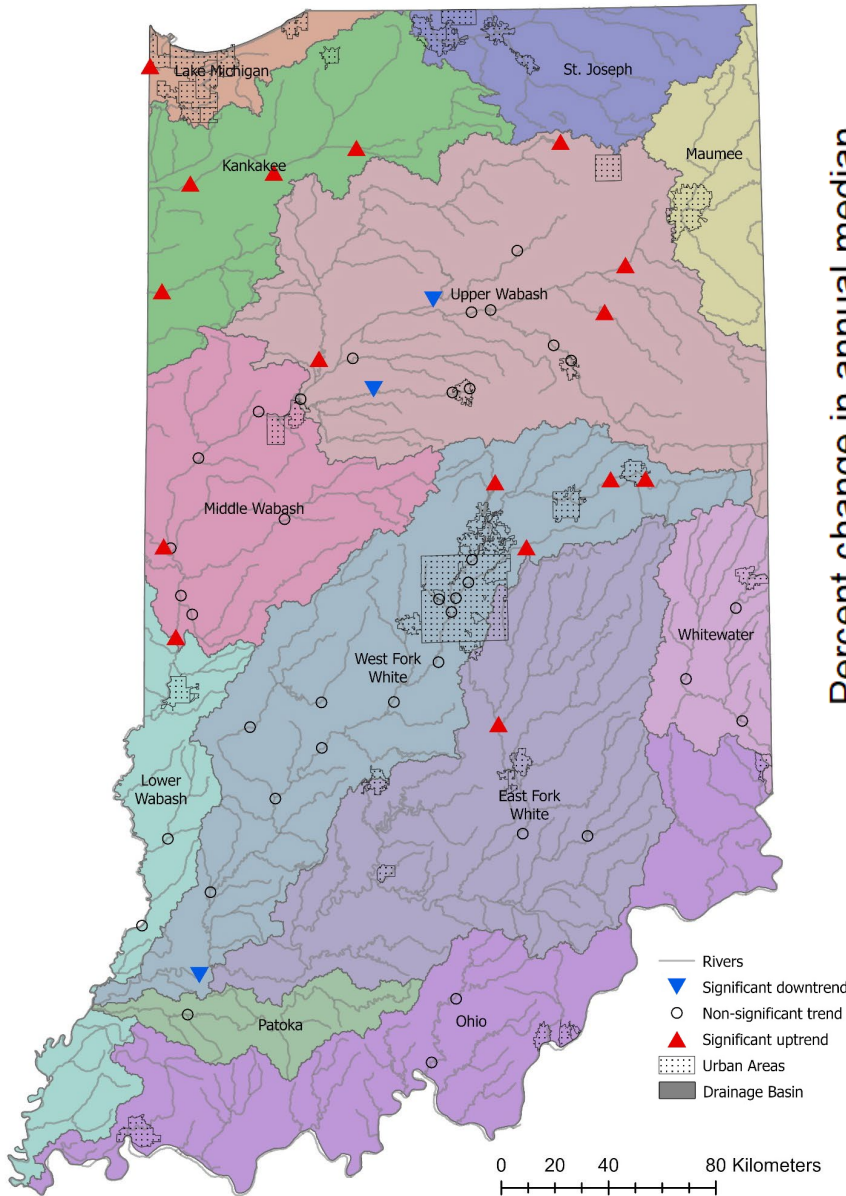 Lake Michigan
St. Joseph
Kankakee
Maumee
Upper Wabash
Middle Wabash
West Fork
White
Whitewater
Lower
Wabash
East Fork
White
Patoka
Ohio
Rivers
Significant downtrend
Non-significant trend
Significant uptrend
Urban Areas
Drainage Basin
0 20 40 80 Kilometers
Percent change in annual median